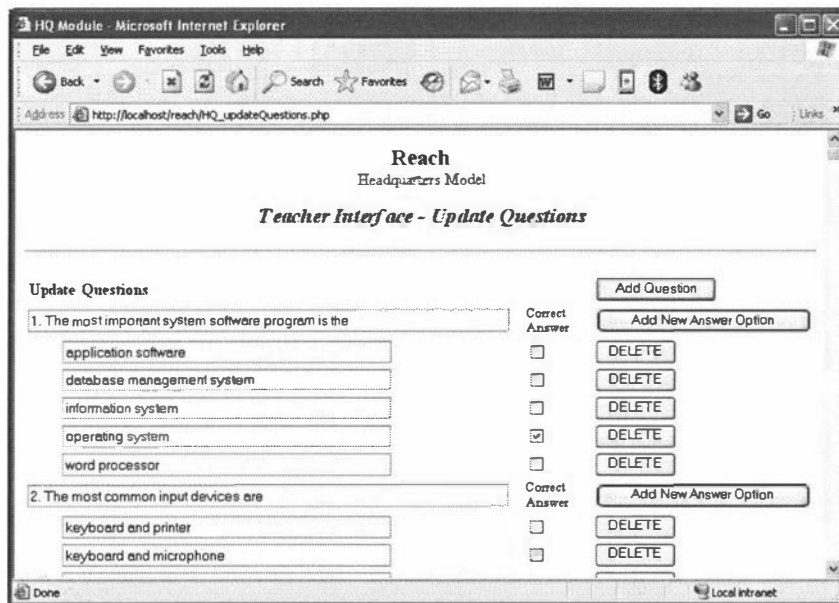 HQ Module - Microsoft Internet Explorer
File Edit View Favorites Tools Help
Back Search Favorites
Address http://localhost/reach/HQ_updateQuestions.php Go Links »
Reach
Headquarters Model
Teacher Interface - Update Questions
Update Questions Add Question
1. The most important system software program is the Correct Answer Add New Answer Option
application software DELETE
database management system DELETE
information system DELETE
operating system DELETE
word processor DELETE
2. The most common input devices are Correct Answer Add New Answer Option
keyboard and printer DELETE
keyboard and microphone DELETE
Done Local intranet